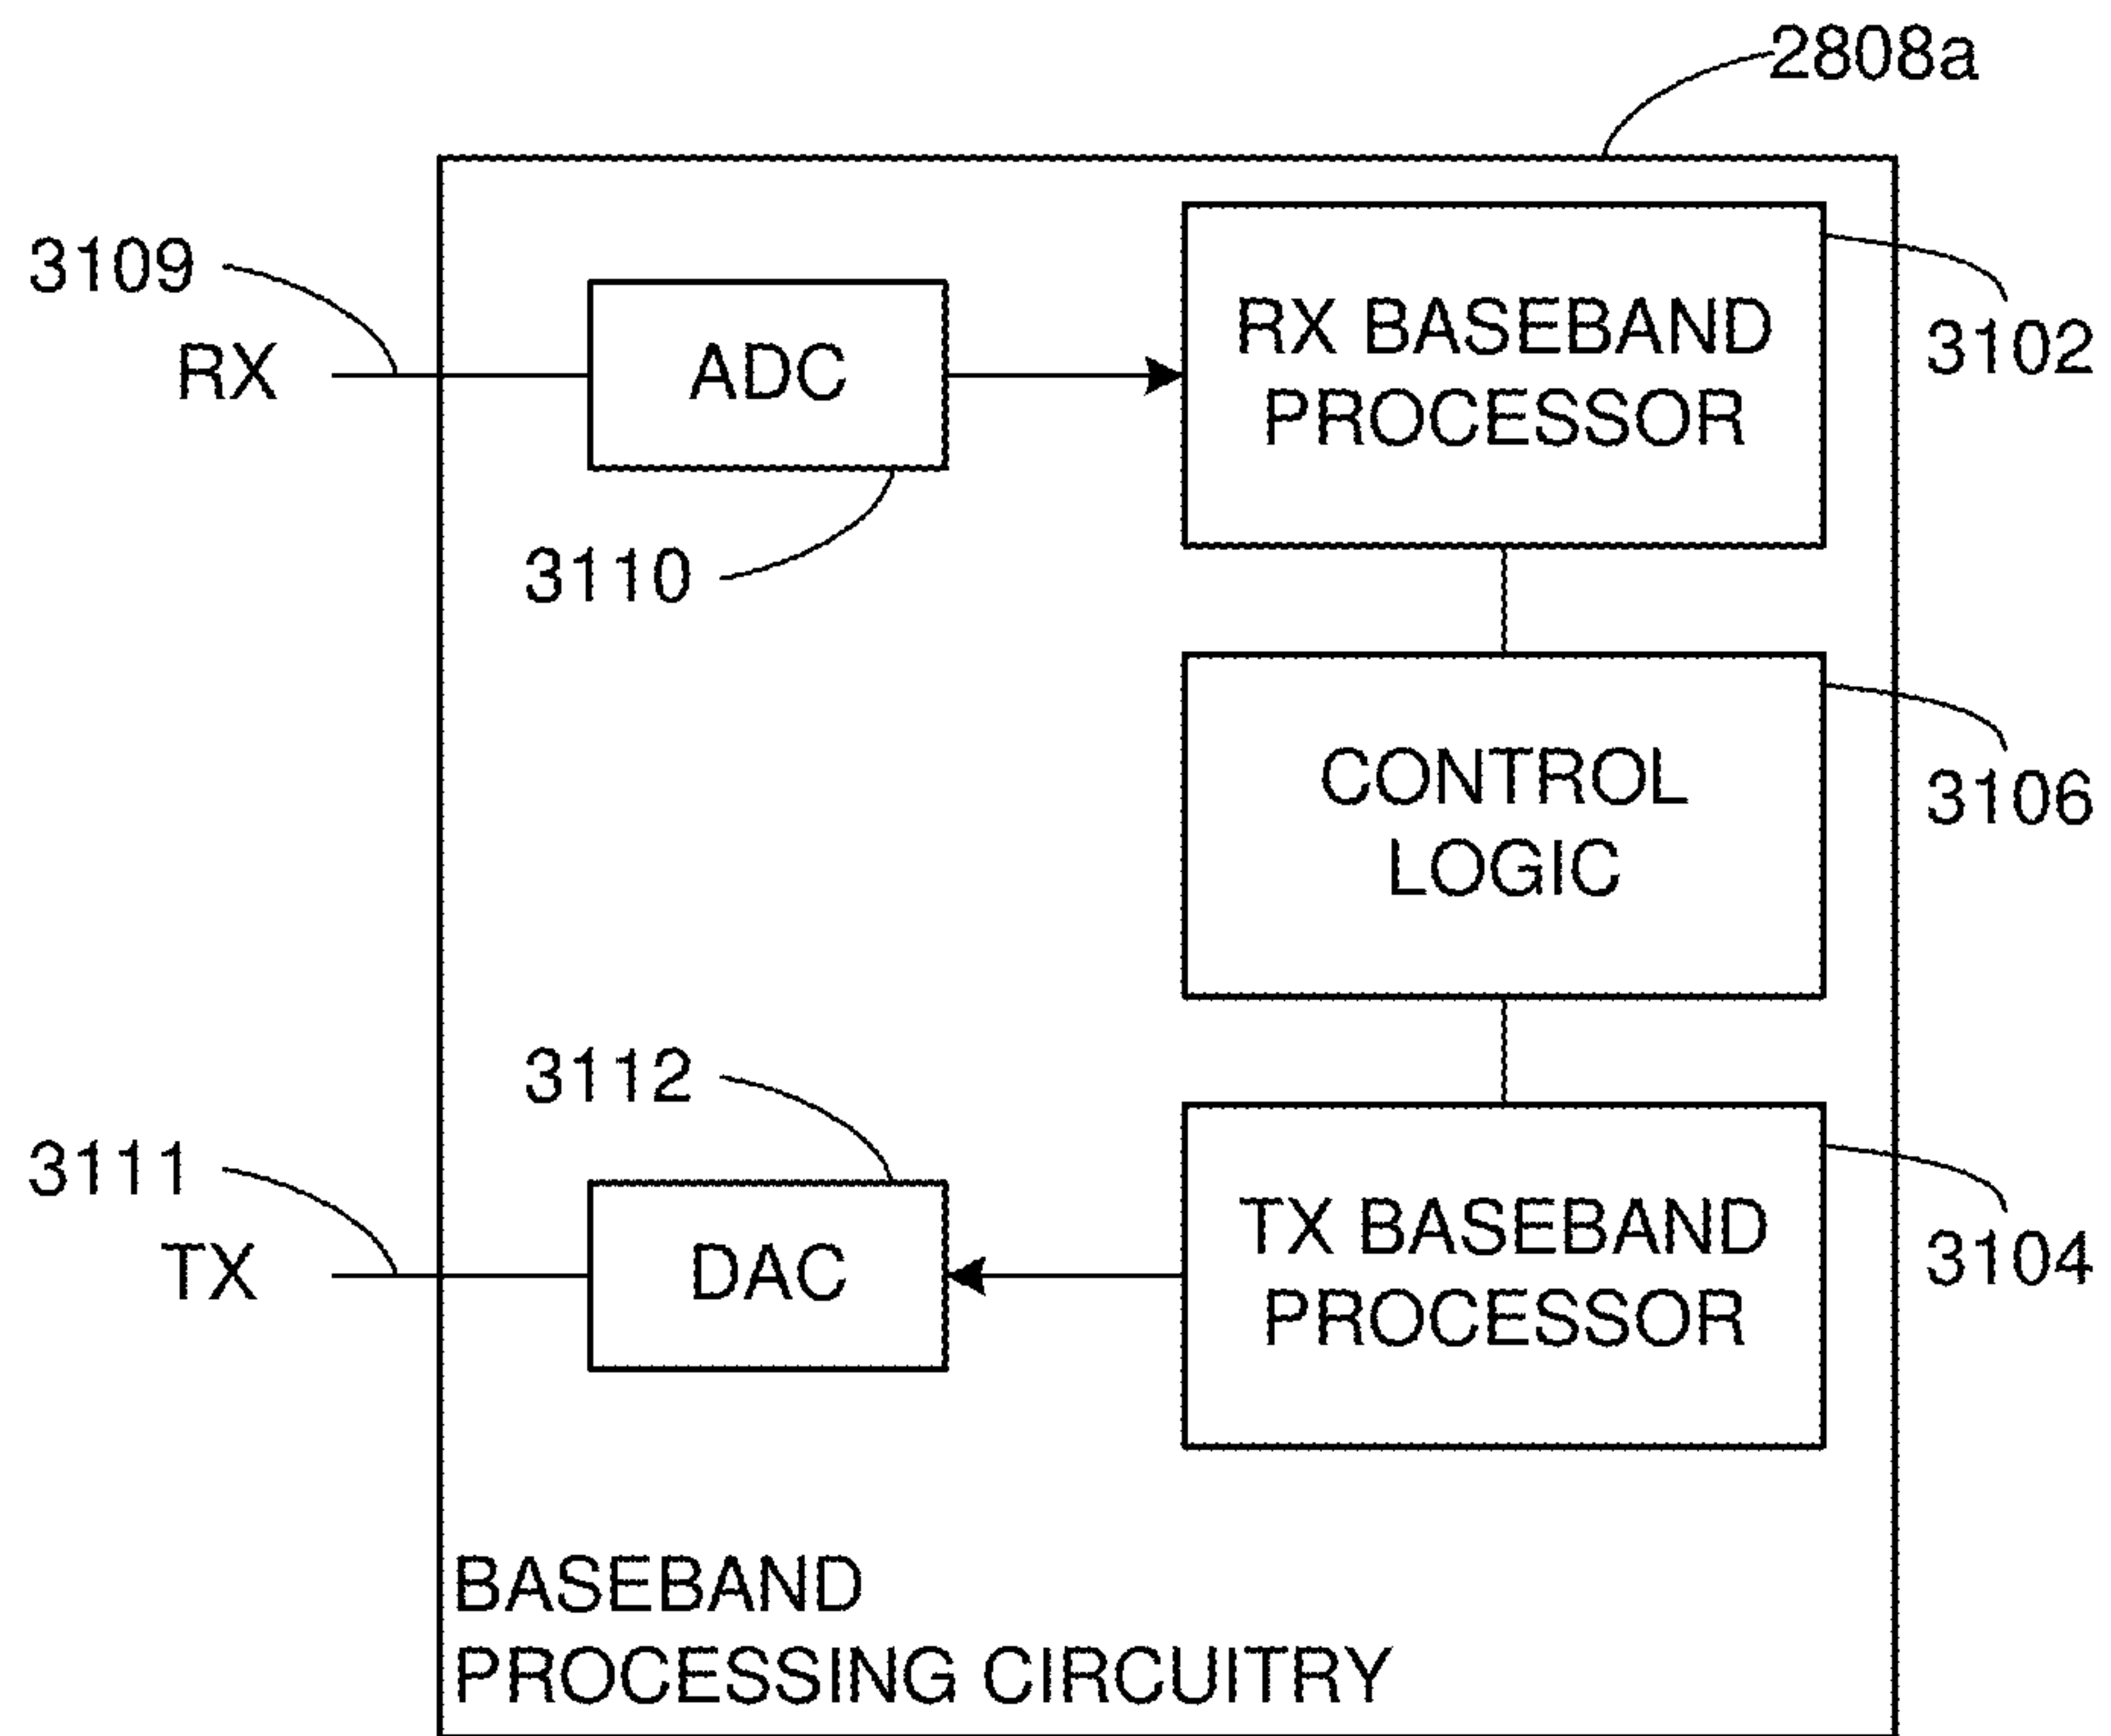 2808a
3109
RX
ADC
RX BASEBAND
PROCESSOR
3102
3110
CONTROL
LOGIC
3106
3112
3111
TX
DAC
TX BASEBAND
PROCESSOR
3104
BASEBAND
PROCESSING CIRCUITRY